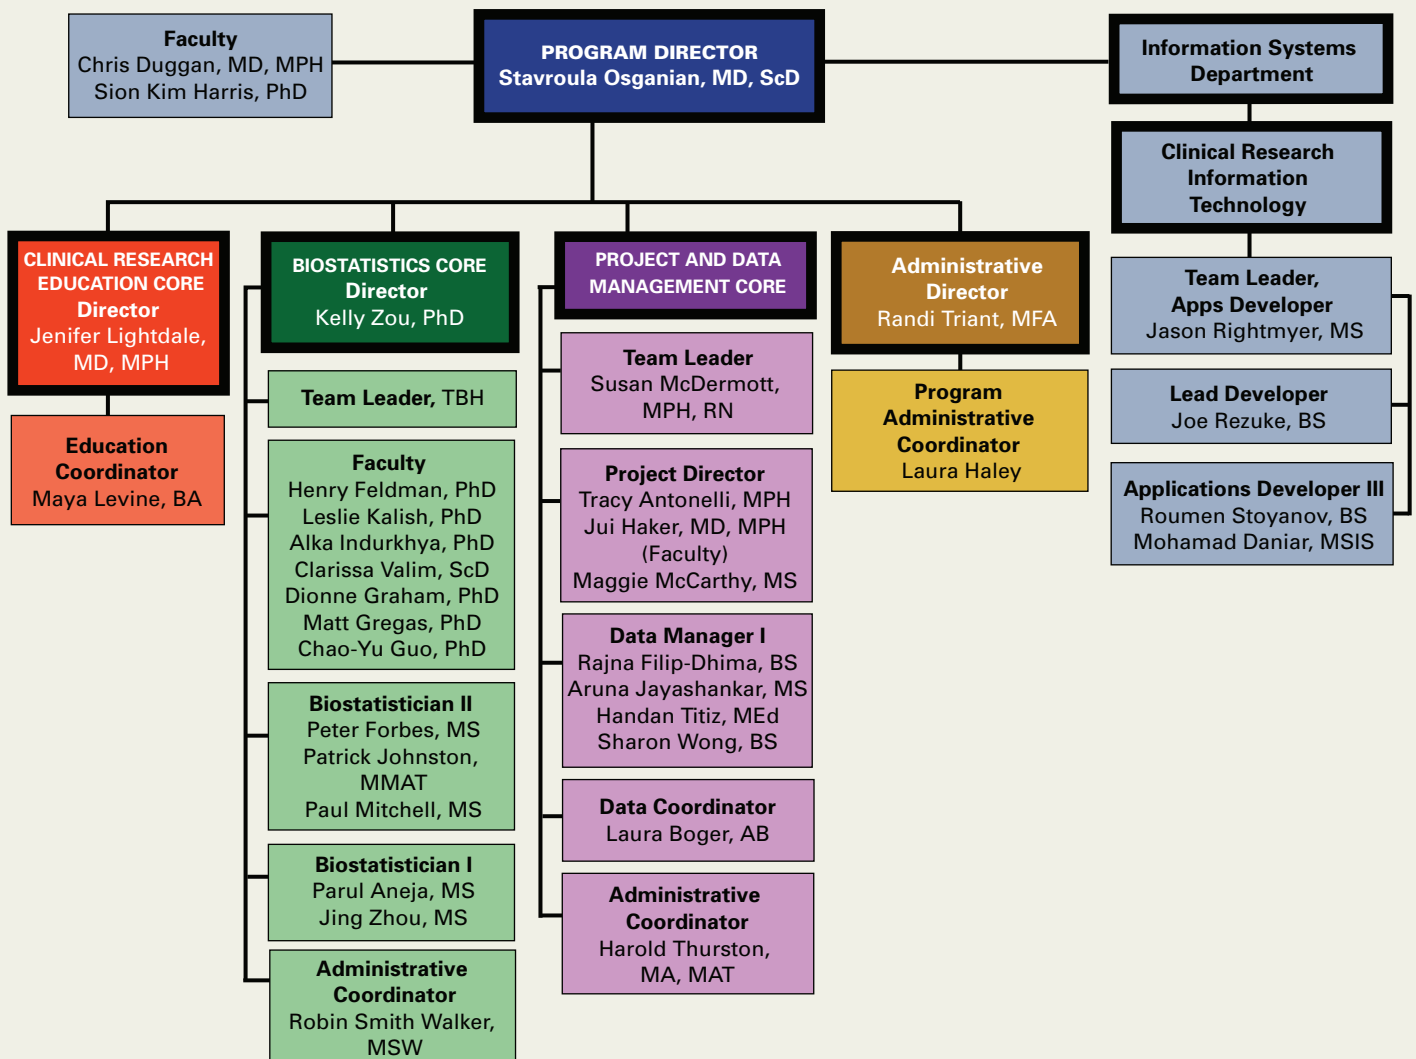 Faculty
Chris Duggan, MD, MPH
Sion Kim Harris, PhD
PROGRAM DIRECTOR
Stavroula Osganian, MD, ScD
Information Systems
Department
Clinical Research
Information
Technology
Team Leader,
Apps Developer
Jason Rightmyer, MS
Lead Developer
Joe Rezuke, BS
Applications Developer III
Roumen Stoyanov, BS
Mohamad Daniar, MSIS
CLINICAL RESEARCH
EDUCATION CORE
Director
Jenifer Lightdale,
MD, MPH
Education
Coordinator
Maya Levine, BA
BIOSTATISTICS CORE
Director
Kelly Zou, PhD
Team Leader, TBH
Faculty
Henry Feldman, PhD
Leslie Kalish, PhD
Alka Indurkhya, PhD
Clarissa Valim, ScD
Dionne Graham, PhD
Matt Gregas, PhD
Chao-Yu Guo, PhD
Biostatistician II
Peter Forbes, MS
Patrick Johnston,
MMAT
Paul Mitchell, MS
Biostatistician I
Parul Aneja, MS
Jing Zhou, MS
Administrative
Coordinator
Robin Smith Walker,
MSW
PROJECT AND DATA
MANAGEMENT CORE
Team Leader
Susan McDermott,
MPH, RN
Project Director
Tracy Antonelli, MPH
Jui Haker, MD, MPH
(Faculty)
Maggie McCarthy, MS
Data Manager I
Rajna Filip-Dhima, BS
Aruna Jayashankar, MS
Handan Titiz, MEd
Sharon Wong, BS
Data Coordinator
Laura Boger, AB
Administrative
Coordinator
Harold Thurston,
MA, MAT
Administrative
Director
Randi Triant, MFA
Program
Administrative
Coordinator
Laura Haley